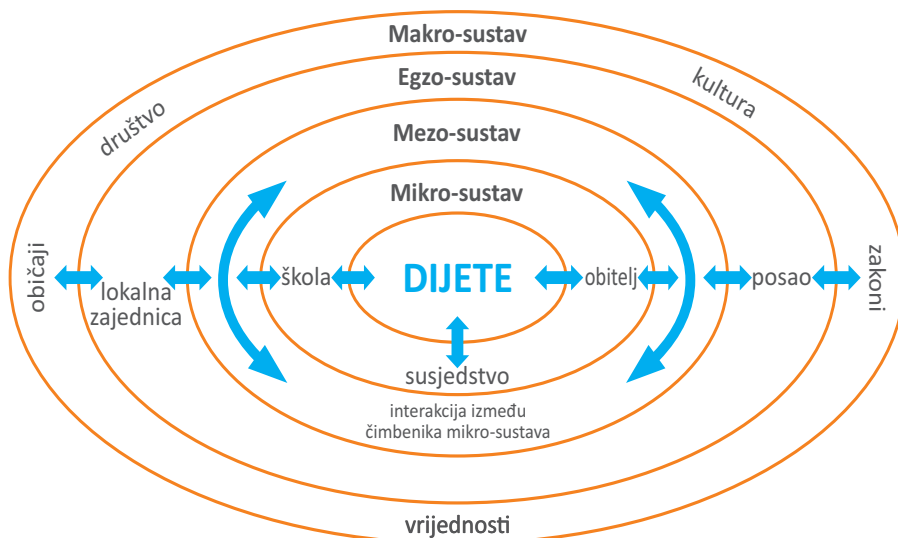 Makro-sustav
Egzo-sustav
kultura
društvo
Mezo-sustav
Mikro-sustav
običaji
lokalna
zajednica
škola
DIJETE
obitelj
posao
zakoni
susjedstvo
interakcija između
čimbenika mikro-sustava
vrijednosti